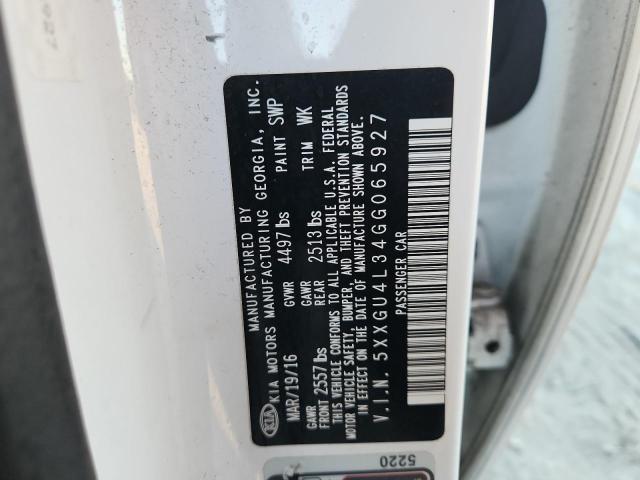 MANUFACTURED BY
KIA KIA MOTORS MANUFACTURING GEORGIA, INC.
MAR/19/16 GVWR 4497 lbs PAINT SWP
GAWR FRONT 2557 lbs GAWR REAR 2513 lbs TRIM WK
THIS VEHICLE CONFORMS TO ALL APPLICABLE U.S.A. FEDERAL
MOTOR VEHICLE SAFETY, BUMPER, AND THEFT PREVENTION STANDARDS
IN EFFECT ON THE DATE OF MANUFACTURE SHOWN ABOVE.
V.I.N. 5XXGU4L34GG065927
PASSENGER CAR
5220